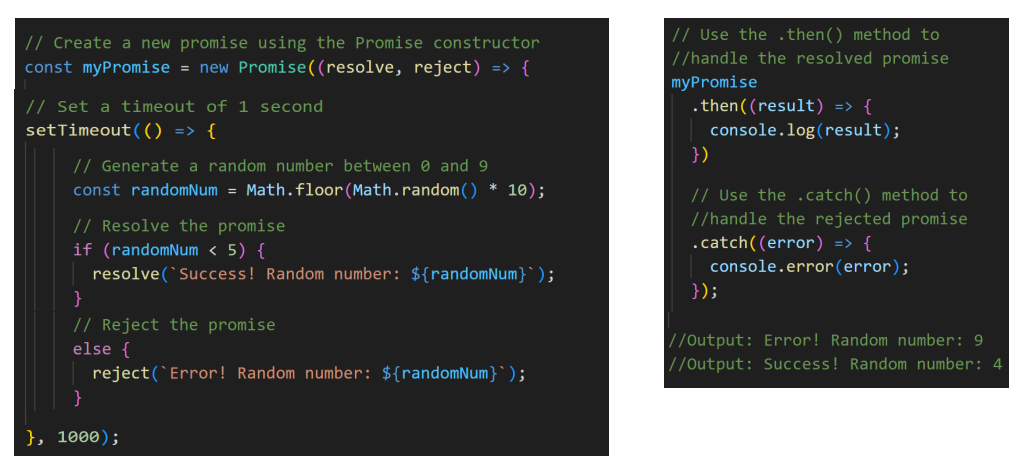 // Create a new promise using the Promise constructor
const myPromise = new Promise((resolve, reject) => {
// Set a timeout of 1 second
setTimeout(() => {
// Generate a random number between 0 and 9
const randomNum = Math.floor(Math.random() * 10);
// Resolve the promise
if (randomNum < 5) {
resolve(`Success! Random number: ${randomNum}`);
}
// Reject the promise
else {
reject(`Error! Random number: ${randomNum}`);
}
}, 1000);
// Use the .then() method to
//handle the resolved promise
myPromise
.then((result) => {
console.log(result);
})
// Use the .catch() method to
//handle the rejected promise
.catch((error) => {
console.error(error);
});
//Output: Error! Random number: 9
//Output: Success! Random number: 4